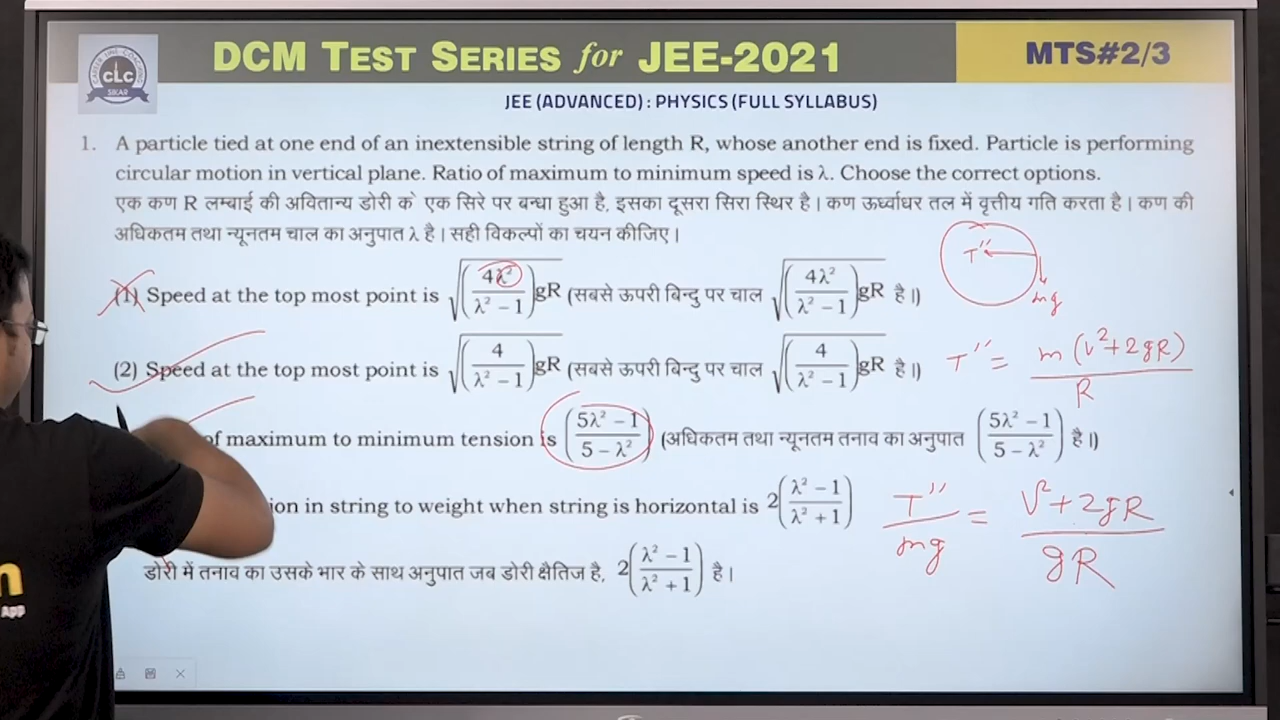 CAREER LINE COACHING
CLC
SIKAR
DCM TEST SERIES for JEE-2021
MTS#2/3
JEE (ADVANCED) : PHYSICS (FULL SYLLABUS)
1. A particle tied at one end of an inextensible string of length R, whose another end is fixed. Particle is performing
circular motion in vertical plane. Ratio of maximum to minimum speed is λ. Choose the correct options.
एक कण R लम्बाई की अवितान्य डोरी के एक सिरे पर बन्धा हुआ है, इसका दूसरा सिरा स्थिर है। कण ऊर्ध्वाधर तल में वृत्तीय गति करता है। कण की
अधिकतम तथा न्यूनतम चाल का अनुपात λ है। सही विकल्पों का चयन कीजिए।
(1) Speed at the top most point is √((4λ²/(λ² – 1))gR) (सबसे ऊपरी बिन्दु पर चाल √((4λ²/(λ² – 1))gR) है।)
T''
mg
(2) Speed at the top most point is √((4/(λ² – 1))gR) (सबसे ऊपरी बिन्दु पर चाल √((4/(λ² – 1))gR) है।)
T'' = m(v²+2gR)/R
of maximum to minimum tension is ((5λ² – 1)/(5 – λ²)) (अधिकतम तथा न्यूनतम तनाव का अनुपात ((5λ² – 1)/(5 – λ²)) है।)
ion in string to weight when string is horizontal is 2((λ² – 1)/(λ² + 1))
T''/mg = (v²+2gR)/gR
डोरी में तनाव का उसके भार के साथ अनुपात जब डोरी क्षैतिज है, 2((λ² – 1)/(λ² + 1)) है।
n
App